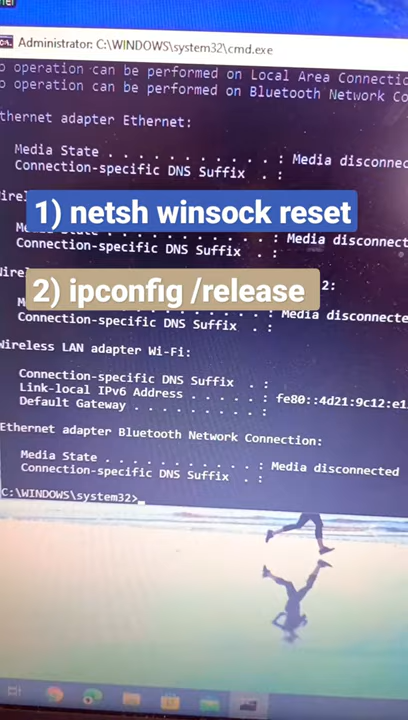 Administrator: C:\WINDOWS\system32\cmd.exe
o operation can be performed on Local Area Connectio
o operation can be performed on Bluetooth Network Co
thernet adapter Ethernet:
Media State . . . . . . . . . . . : Media disconnec
Connection-specific DNS Suffix  . :
irel
1) netsh winsock reset
Media disconnect
Connection-specific DNS Suffix  . :
irel
2:
2) ipconfig /release
Media disconnecte
Connection-specific DNS Suffix  . :
Wireless LAN adapter Wi-Fi:
Connection-specific DNS Suffix  . :
Link-local IPv6 Address . . . . . : fe80::4d21:9c12:e1
Default Gateway . . . . . . . . . :
Ethernet adapter Bluetooth Network Connection:
Media State . . . . . . . . . . . : Media disconnected
Connection-specific DNS Suffix  . :
C:\WINDOWS\system32>_